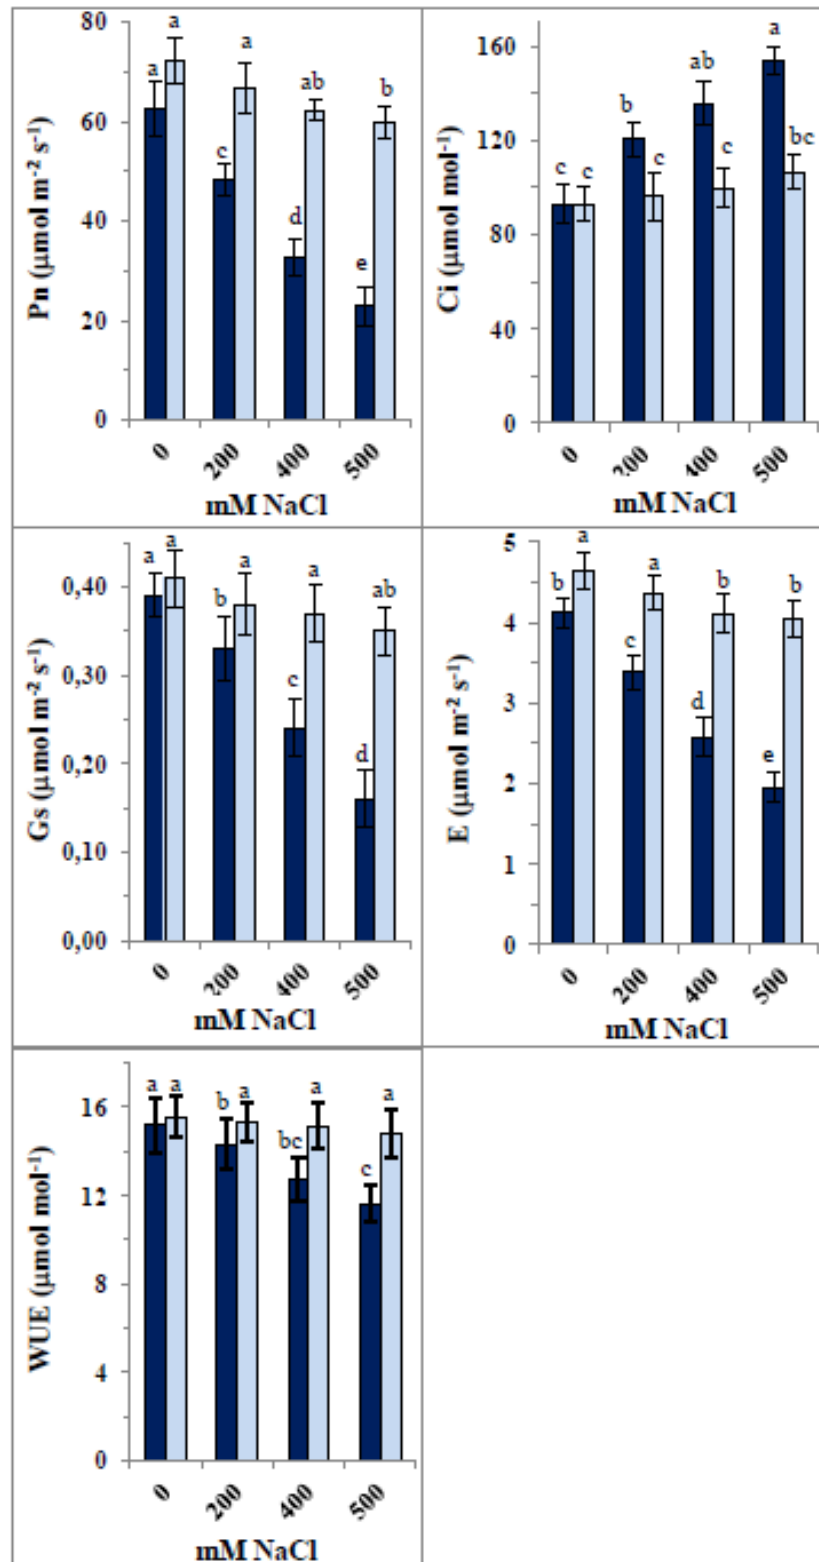 Pn (µmol m⁻² s⁻¹)
80
60
40
20
0
a
a
c
a
d
ab
e
b
0
200
400
500
mM NaCl
Ci (µmol mol⁻¹)
160
120
80
40
0
c
c
b
c
ab
c
a
bc
0
200
400
500
mM NaCl
Gs (µmol m⁻² s⁻¹)
0,40
0,30
0,20
0,10
0,00
a
a
b
a
c
a
d
ab
0
200
400
500
mM NaCl
E (µmol m⁻² s⁻¹)
5
4
3
2
1
0
b
a
c
a
d
b
e
b
0
200
400
500
mM NaCl
WUE (µmol mol⁻¹)
16
12
8
4
0
a
a
b
a
bc
a
c
a
0
200
400
500
mM NaCl